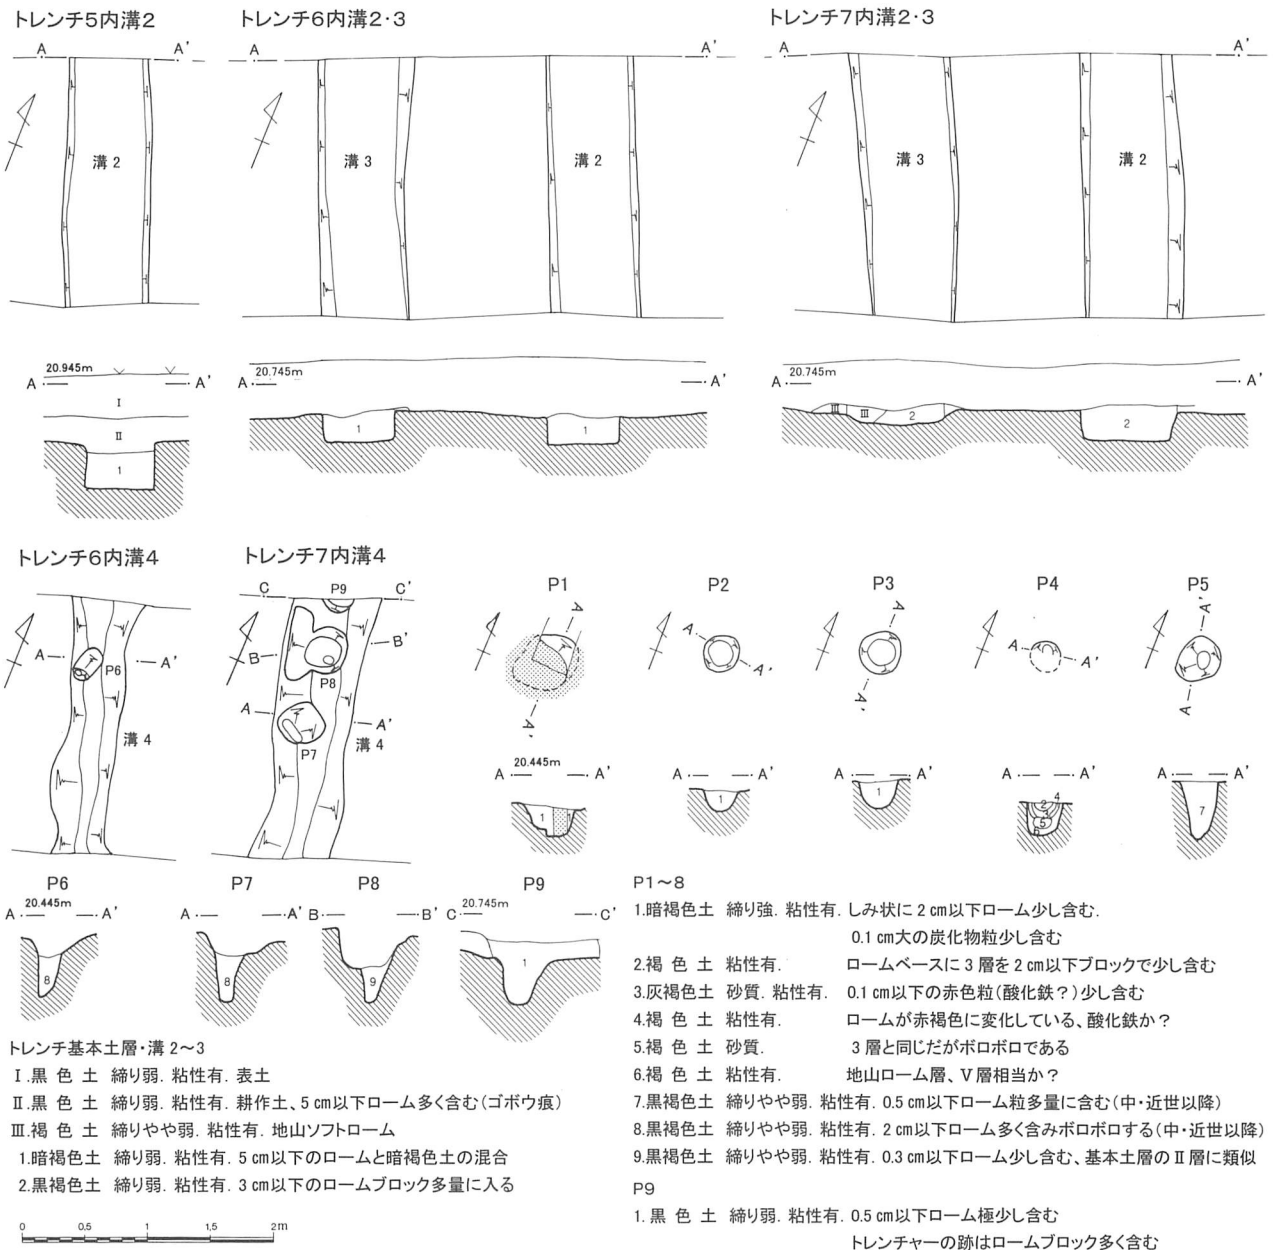 トレンチ5内溝2
A A'
溝 2
トレンチ6内溝2・3
A A'
溝 3 溝 2
トレンチ7内溝2・3
A A'
溝 3 溝 2
20.945m
A A'
Ⅰ
Ⅱ
1
20.745m
A A'
1 1
20.745m
A A'
Ⅲ Ⅲ 2 2
トレンチ6内溝4
A A'
P6
溝 4
トレンチ7内溝4
C C'
P9
B B'
P8
A A'
P7 溝 4
P1
A
A'
P2
A
A'
P3
A
A'
P4
A
A'
P5
A'
A
20.445m
A A'
1 1
A A'
1
A A'
1
A A'
4
2
3
5
6
A A'
7
P6
20.445m
A A'
8
P7
A A'
8
P8
B B'
9
P9
20.745m
C C'
1
トレンチ基本土層・溝 2～3
Ⅰ.黒 色 土 締り弱. 粘性有. 表土
Ⅱ.黒 色 土 締り弱. 粘性有. 耕作土、5 cm以下ローム多く含む(ゴボウ痕)
Ⅲ.褐 色 土 締りやや弱. 粘性有. 地山ソフトローム
1.暗褐色土 締り弱. 粘性有. 5 cm以下のロームと暗褐色土の混合
2.黒褐色土 締り弱. 粘性有. 3 cm以下のロームブロック多量に入る
0 0.5 1 1.5 2m
P1～8
1.暗褐色土 締り強. 粘性有. しみ状に 2 cm以下ローム少し含む.
0.1 cm大の炭化物粒少し含む
2.褐 色 土 粘性有. ロームベースに 3 層を 2 cm以下ブロックで少し含む
3.灰褐色土 砂質. 粘性有. 0.1 cm以下の赤色粒(酸化鉄？)少し含む
4.褐 色 土 粘性有. ロームが赤褐色に変化している、酸化鉄か？
5.褐 色 土 砂質. 3 層と同じだがボロボロである
6.褐 色 土 粘性有. 地山ローム層、Ⅴ層相当か？
7.黒褐色土 締りやや弱. 粘性有. 0.5 cm以下ローム粒多量に含む(中・近世以降)
8.黒褐色土 締りやや弱. 粘性有. 2 cm以下ローム多く含みボロボロする(中・近世以降)
9.黒褐色土 締りやや弱. 粘性有. 0.3 cm以下ローム少し含む、基本土層のⅡ層に類似
P9
1.黒 色 土 締り弱. 粘性有. 0.5 cm以下ローム極少し含む
トレンチャーの跡はロームブロック多く含む